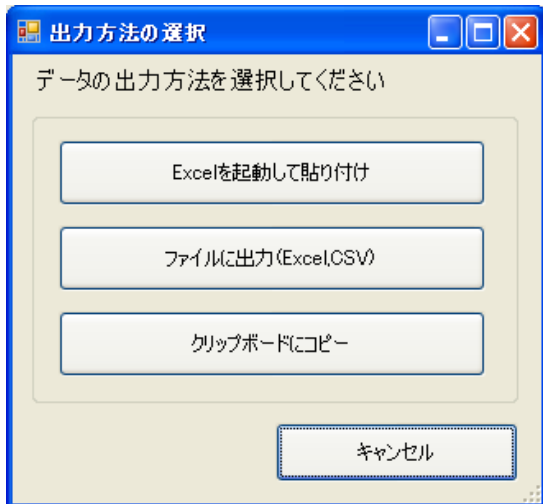 出力方法の選択
データの出力方法を選択してください
Excelを起動して貼り付け
ファイルに出力(Excel,CSV)
クリップボードにコピー
キャンセル